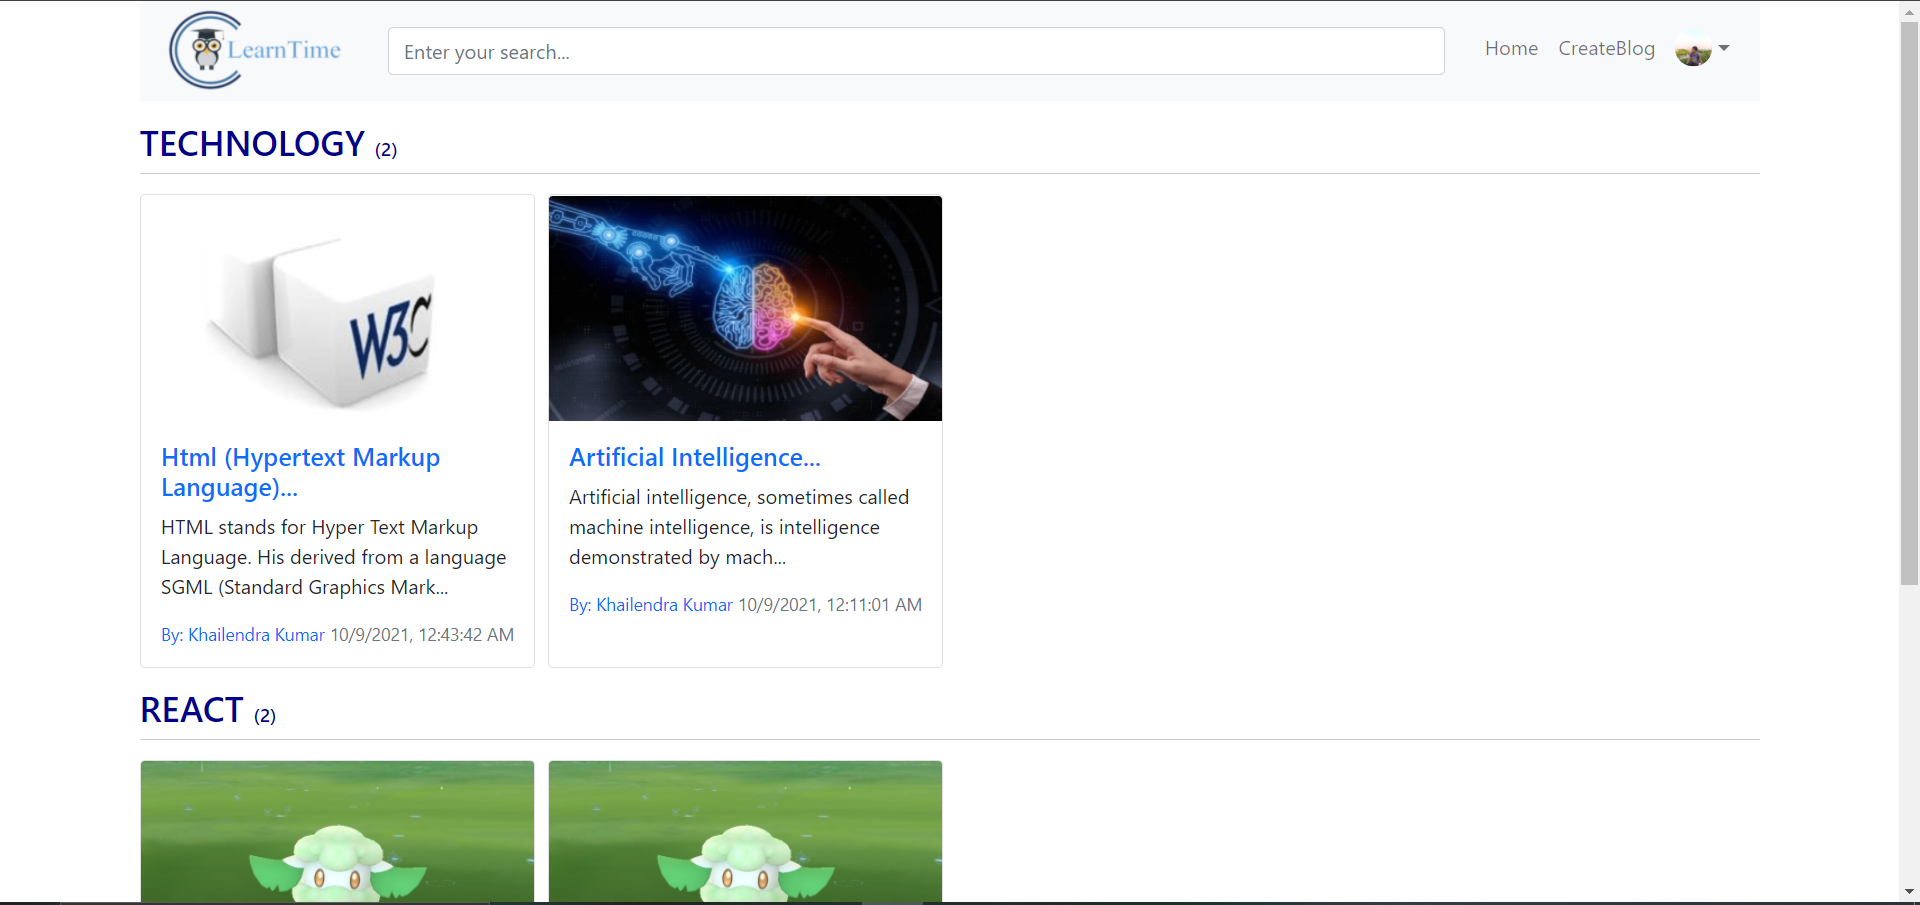 LearnTime
Enter your search...
Home
CreateBlog
TECHNOLOGY (2)
W3C
Html (Hypertext Markup
Language)...
HTML stands for Hyper Text Markup
Language. His derived from a language
SGML (Standard Graphics Mark...
By: Khailendra Kumar 10/9/2021, 12:43:42 AM
Artificial Intelligence...
Artificial intelligence, sometimes called
machine intelligence, is intelligence
demonstrated by mach...
By: Khailendra Kumar 10/9/2021, 12:11:01 AM
REACT (2)